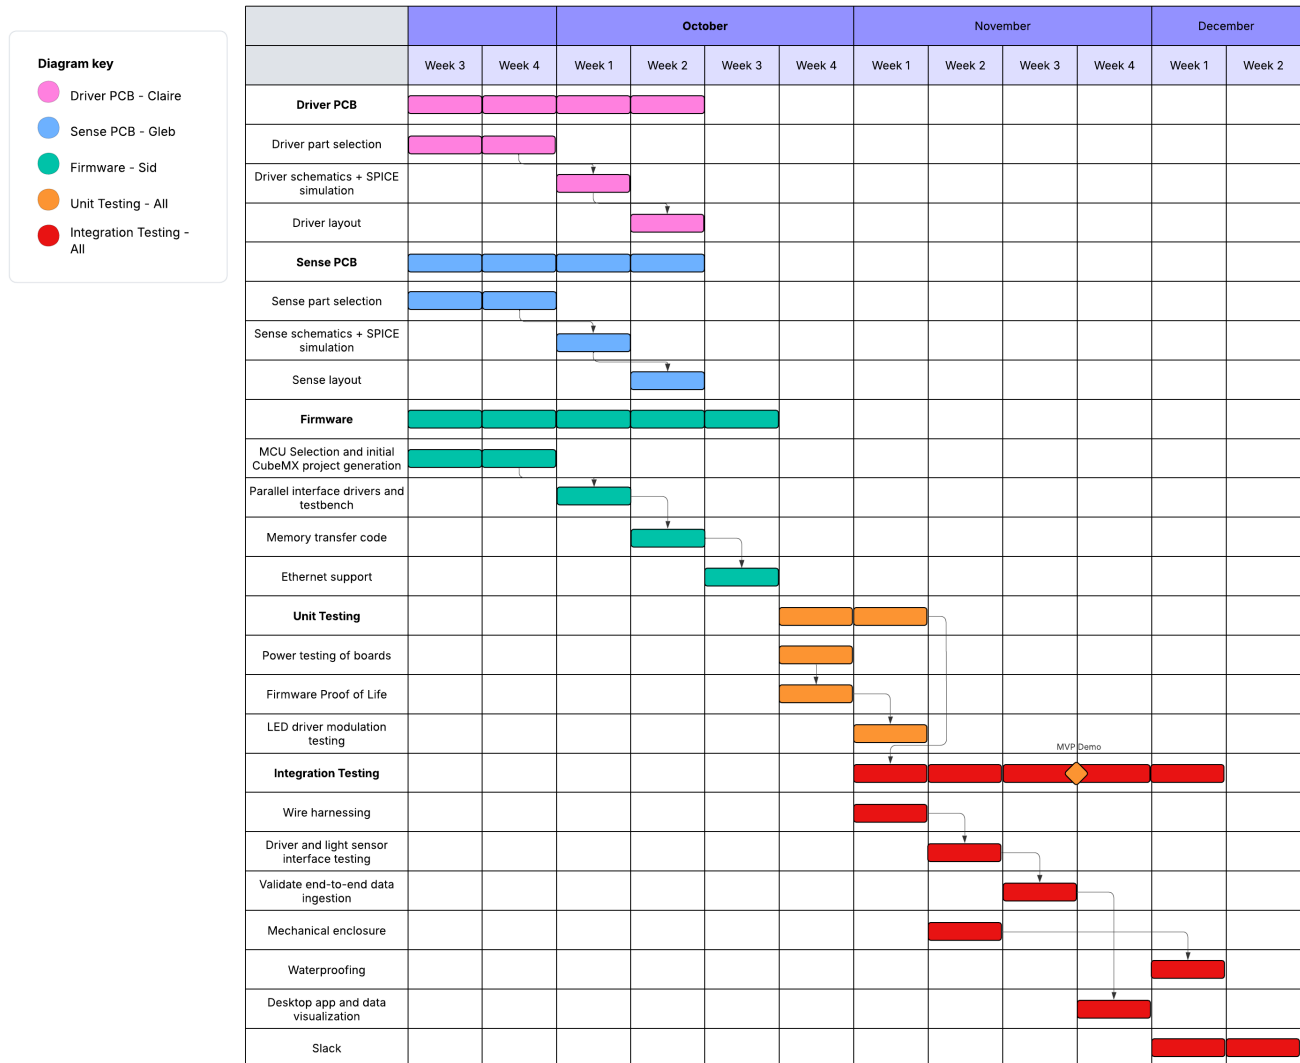 Diagram key
Driver PCB - Claire
Sense PCB - Gleb
Firmware - Sid
Unit Testing - All
Integration Testing -
All
October
November
December
Week 3
Week 4
Week 1
Week 2
Week 3
Week 4
Week 1
Week 2
Week 3
Week 4
Week 1
Week 2
Driver PCB
Driver part selection
Driver schematics + SPICE
simulation
Driver layout
Sense PCB
Sense part selection
Sense schematics + SPICE
simulation
Sense layout
Firmware
MCU Selection and initial
CubeMX project generation
Parallel interface drivers and
testbench
Memory transfer code
Ethernet support
Unit Testing
Power testing of boards
Firmware Proof of Life
LED driver modulation
testing
MVP Demo
Integration Testing
Wire harnessing
Driver and light sensor
interface testing
Validate end-to-end data
ingestion
Mechanical enclosure
Waterproofing
Desktop app and data
visualization
Slack